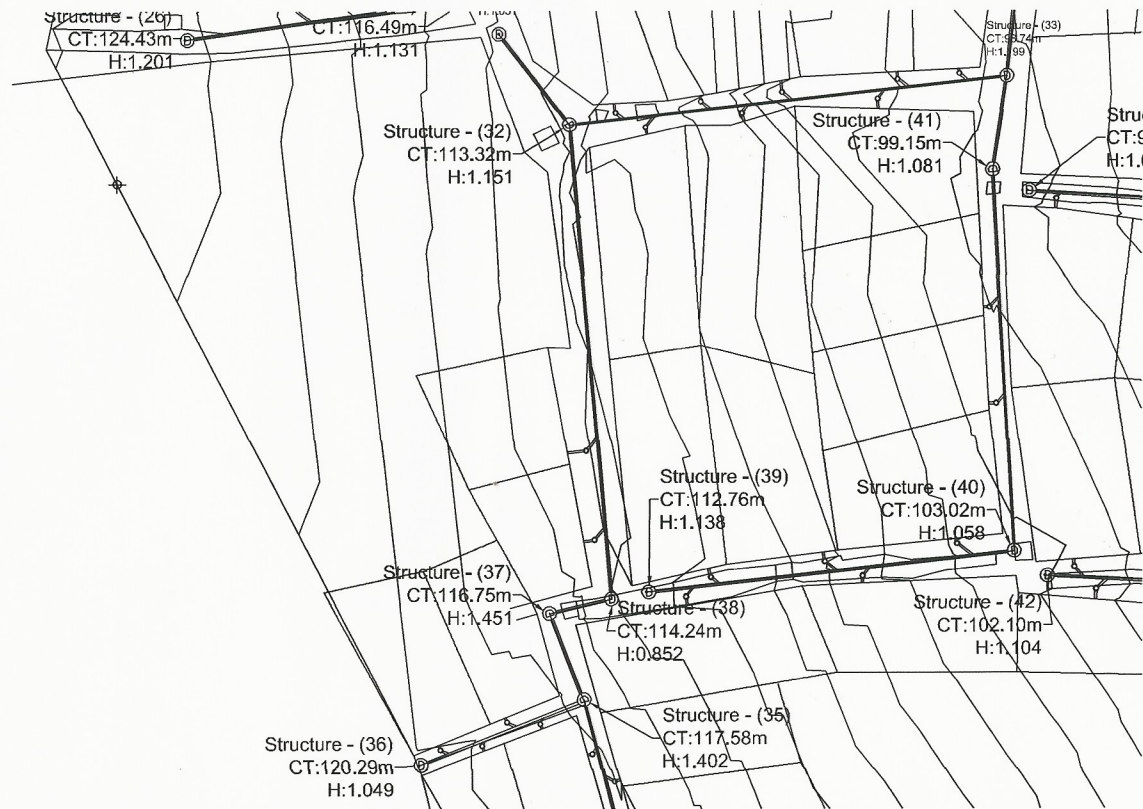 Structure - (26)
CT:124.43m
H:1.201
CT:116.49m
H:1.131
Structure - (33)
Structure - (32)
CT:113.32m
H:1.151
Structure - (41)
CT:99.15m
H:1.081
Structure - (39)
CT:112.76m
H:1.138
Structure - (40)
CT:103.02m
H:1.058
Structure - (37)
CT:116.75m
H:1.451
Structure - (38)
CT:114.24m
H:0.852
Structure - (42)
CT:102.10m
H:1.104
Structure - (35)
CT:117.58m
H:1.402
Structure - (36)
CT:120.29m
H:1.049